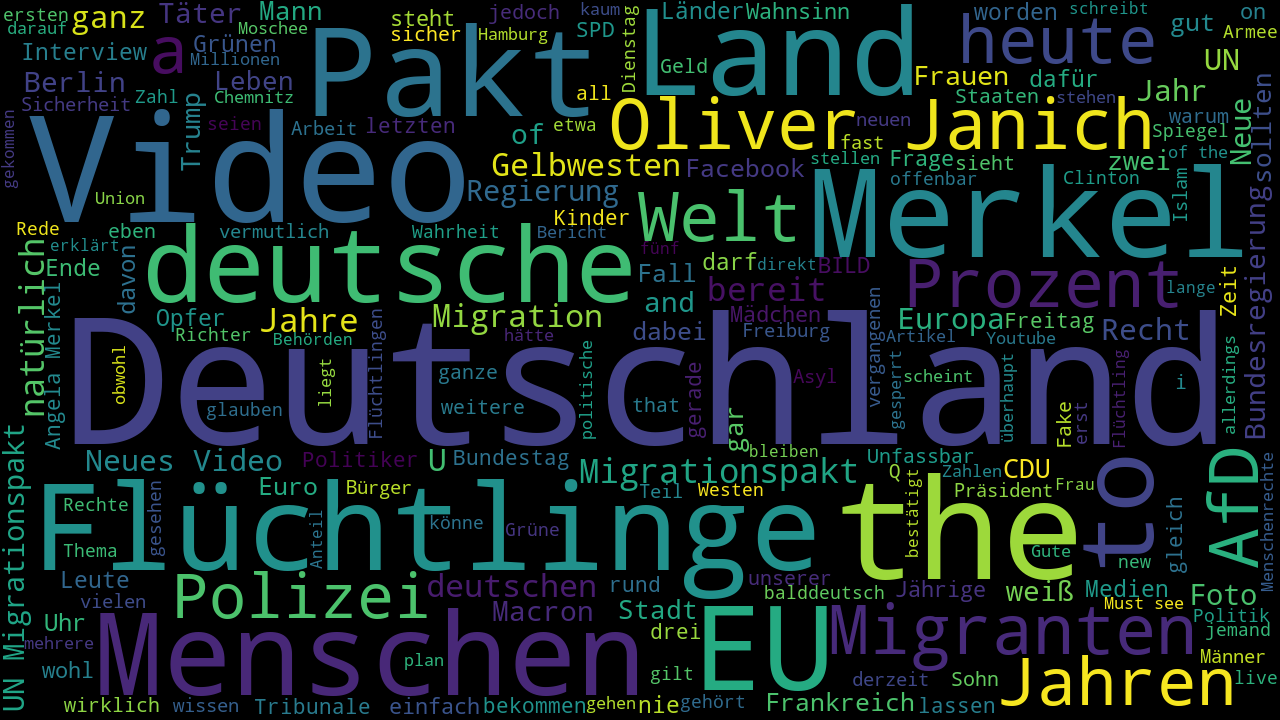 ersten
darauf
ganz
Täter
Mann
Moschee
Interview
Grünen
Millionen
Berlin
Leben
Sicherheit
Zahl
Chemnitz
a
Pakt
steht
sicher
jedoch
Hamburg
kaum
SPD
Dienstag
Land
Länder
Wahnsinn
Geld
heute
worden
schreibt
gut
on
Armee
UN
Frauen
dafür
Staaten
stehen
Jahr
warum
Spiegel
of the
Neue
sollten
gekommen
Video
Union
Trump
seien
Arbeit
letzten
of
etwa
all
Oliver Janich
fast
neuen
Gelbwesten
Facebook
stellen
Frage
sieht
zwei
offenbar
Clinton
Islam
Regierung
Welt
Merkel
Rede
eben
vermutlich
Wahrheit
Kinder
Bericht
erklärt
natürlich
Ende
davon
deutsche
fünf
Fall
darf
direkt
BILD
bereit
Prozent
lange
Zeit
Bundesregierung
Angela Merkel
Opfer
Richter
Jahre
Behörden
Flüchtlingen
Migration
hätte
and
dabei
Mädchen
Freiburg
vergangenen
Europa
Freitag
Artikel
Youtube
Recht
allerdings
Deutschland
obwohl
glauben
liegt
ganze
weitere
politische
that
gerade
gar
Asyl
gesperrt
scheint
überhaupt
Fake
erst
Flüchtling
i
UN Migrationspakt
Neues Video
Politiker
U
Bundestag
Migrationspakt
bleiben
Unfassbar
Q
Zahlen
CDU
to
AfD
Menschenrechte
Flüchtlinge
Rechte
Thema
gesehen
Euro
Anteil
Bürger
könne
Grüne
Teil
Westen
the
bestätigt
Präsident
Frau
Gute
new
gleich
Leute
vielen
Polizei
deutschen
Macron
rund
Stadt
unserer
balddeutsch
Jährige
weiß
Medien
Must see
Foto
Politik
jemand
Uhr
mehrere
wohl
Menschen
plan
drei
gilt
EU
Migranten
Männer
live
Jahren
derzeit
Sohn
wirklich
wissen
Tribunale
einfach
bekommen
gehen
nie
gehört
Frankreich
lassen